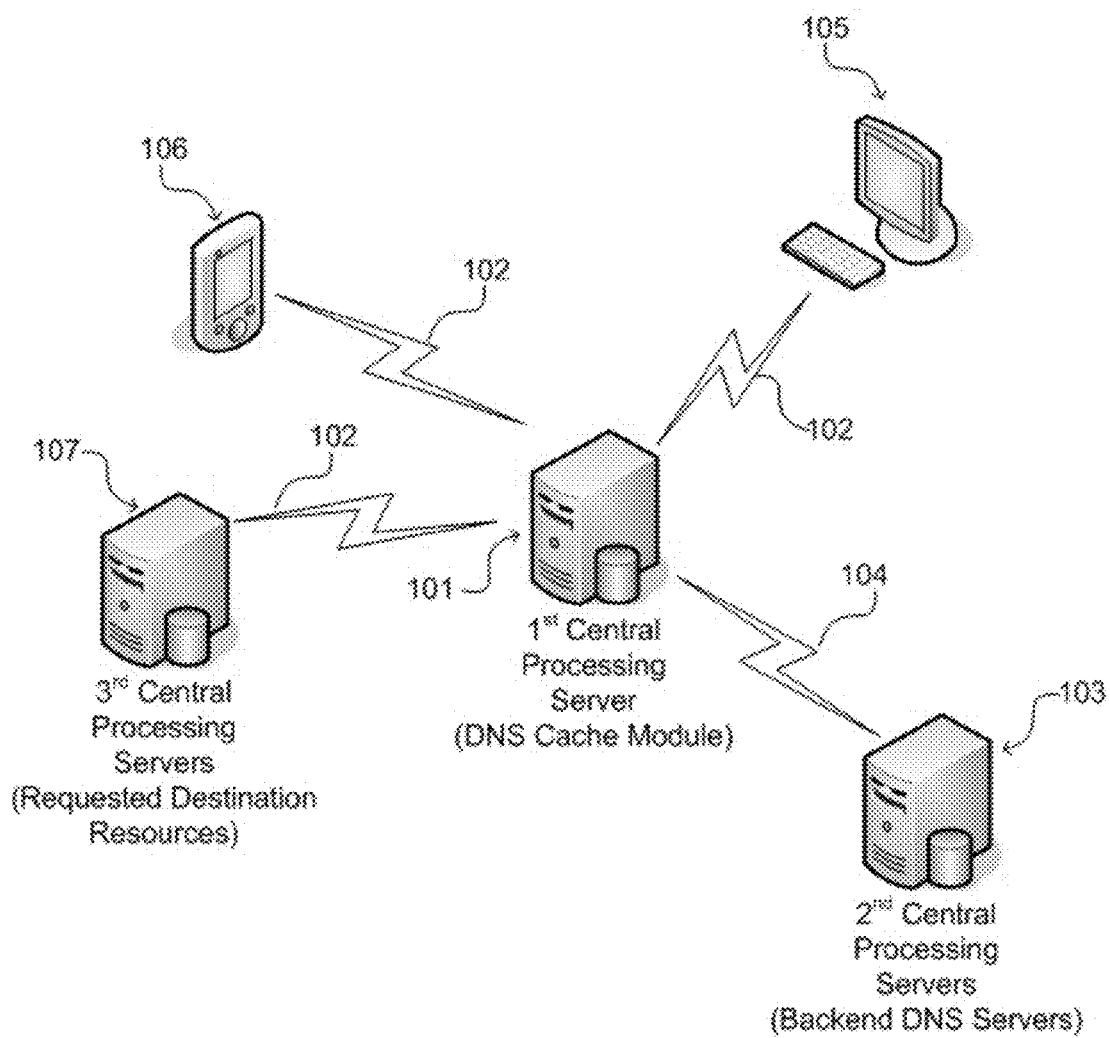 105
106
102
102
107
102
101
104
1st Central
Processing
Server
(DNS Cache Module)
3rd Central
Processing
Servers
(Requested Destination
Resources)
103
2nd Central
Processing
Servers
(Backend DNS Servers)